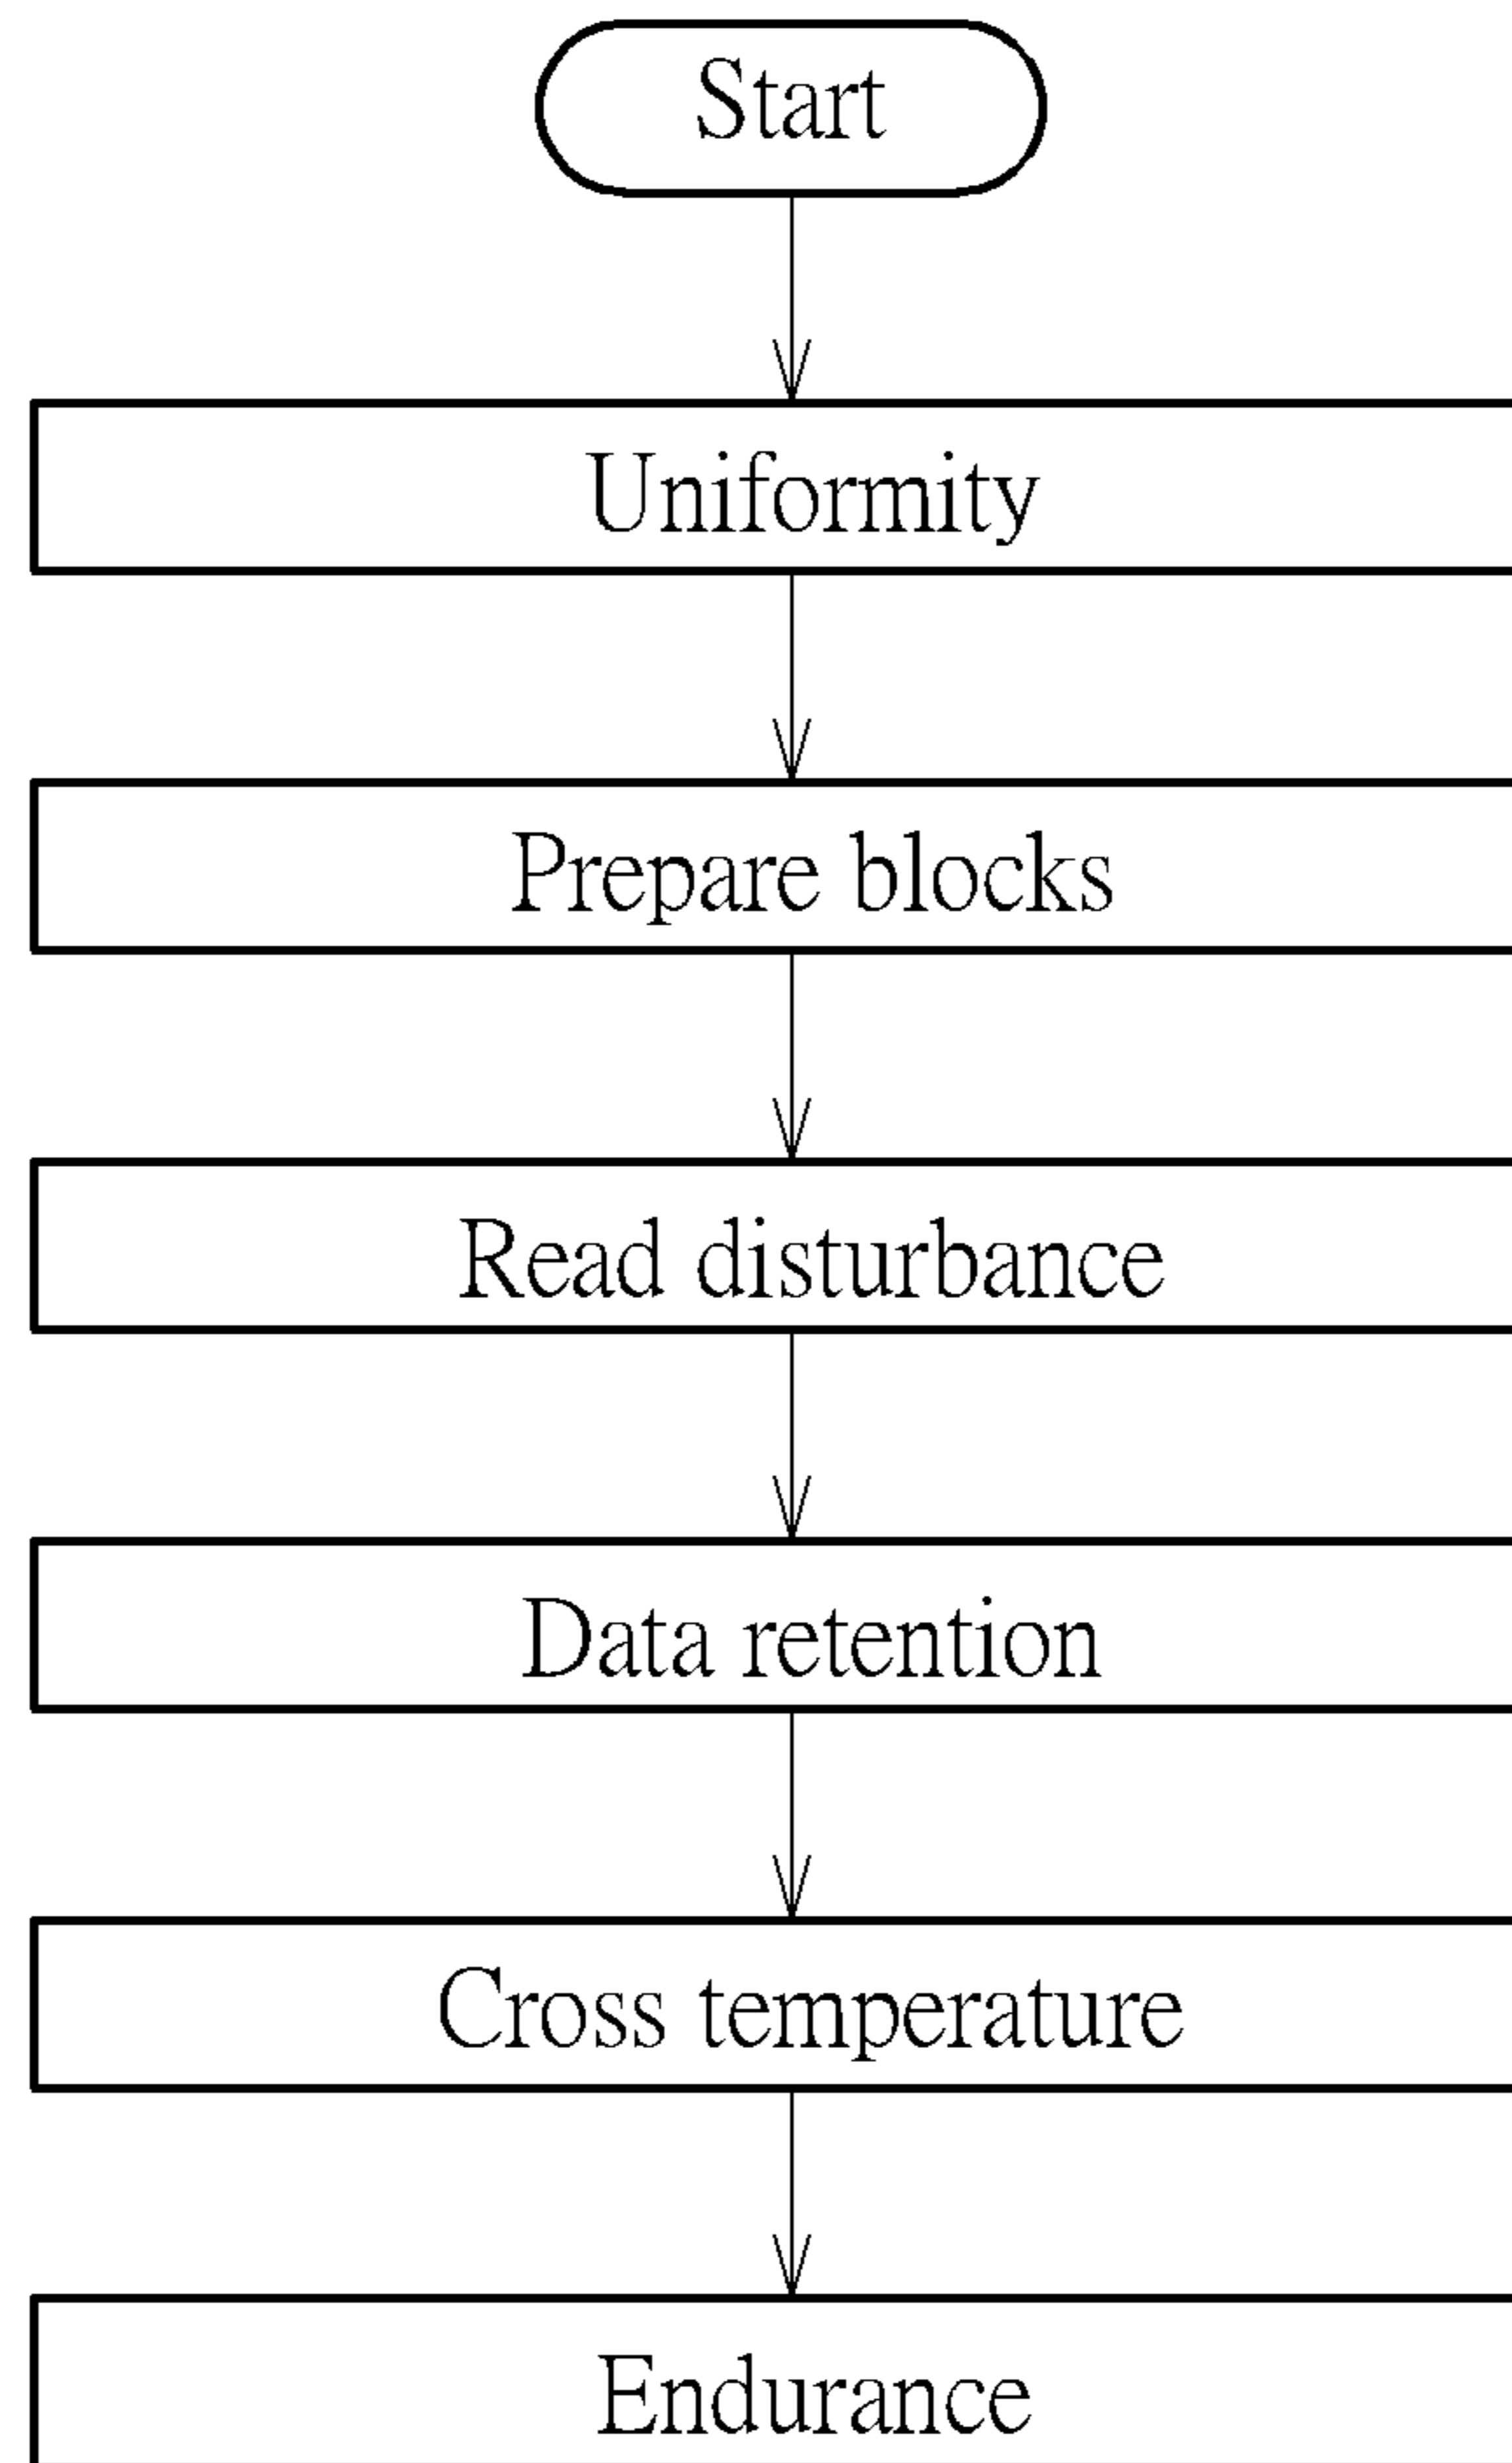 Start
Uniformity
Prepare blocks
Read disturbance
Data retention
Cross temperature
Endurance